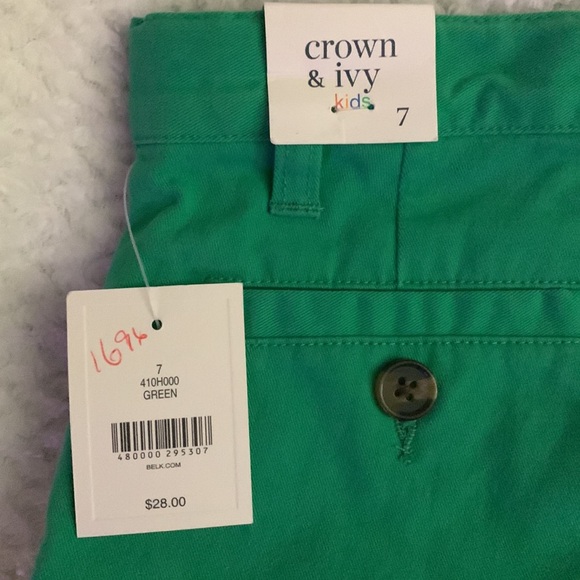 crown
& ivy
kids
7
1696
7
410H000
GREEN
480000 295307
BELK.COM
$28.00